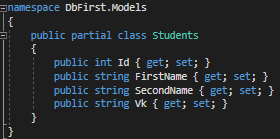 namespace DbFirst.Models
{
public partial class Students
{
public int Id { get; set; }
public string FirstName { get; set; }
public string SecondName { get; set; }
public string Vk { get; set; }
}
}